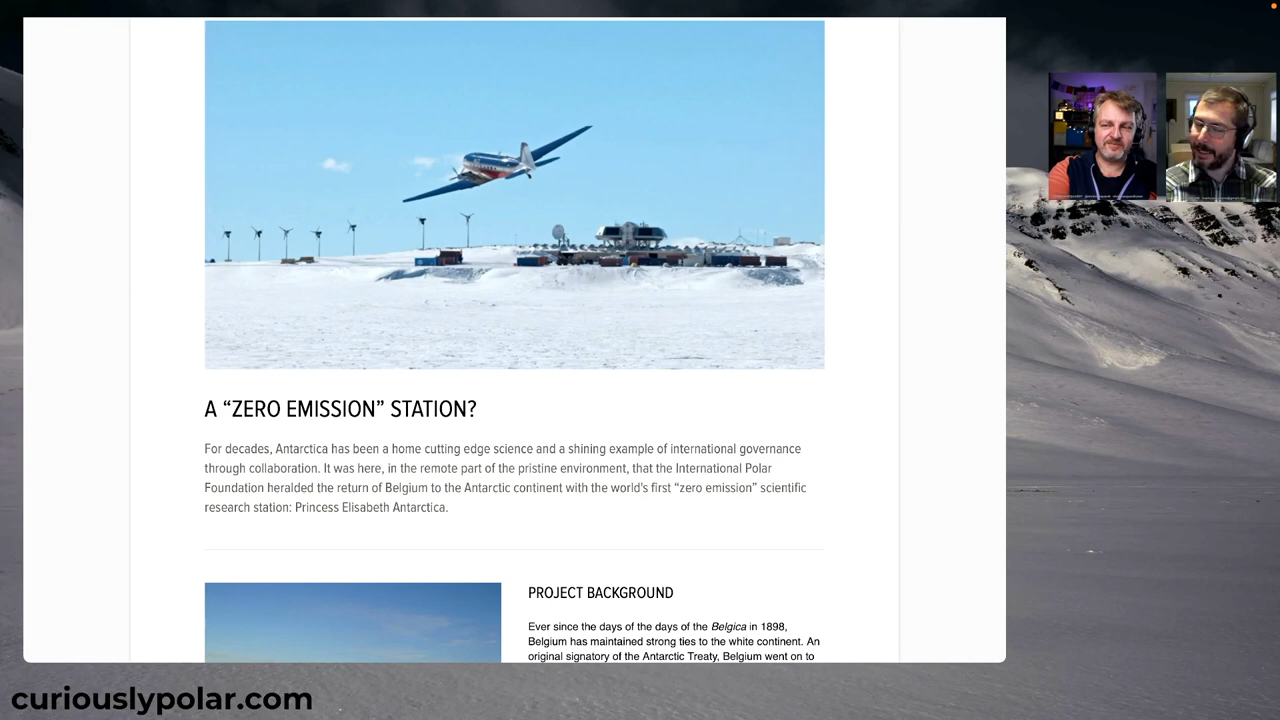 A “ZERO EMISSION” STATION?
For decades, Antarctica has been a home cutting edge science and a shining example of international governance
through collaboration. It was here, in the remote part of the pristine environment, that the International Polar
Foundation heralded the return of Belgium to the Antarctic continent with the world's first “zero emission” scientific
research station: Princess Elisabeth Antarctica.
PROJECT BACKGROUND
Ever since the days of the days of the Belgica in 1898,
Belgium has maintained strong ties to the white continent. An
original signatory of the Antarctic Treaty, Belgium went on to
curiouslypolar.com